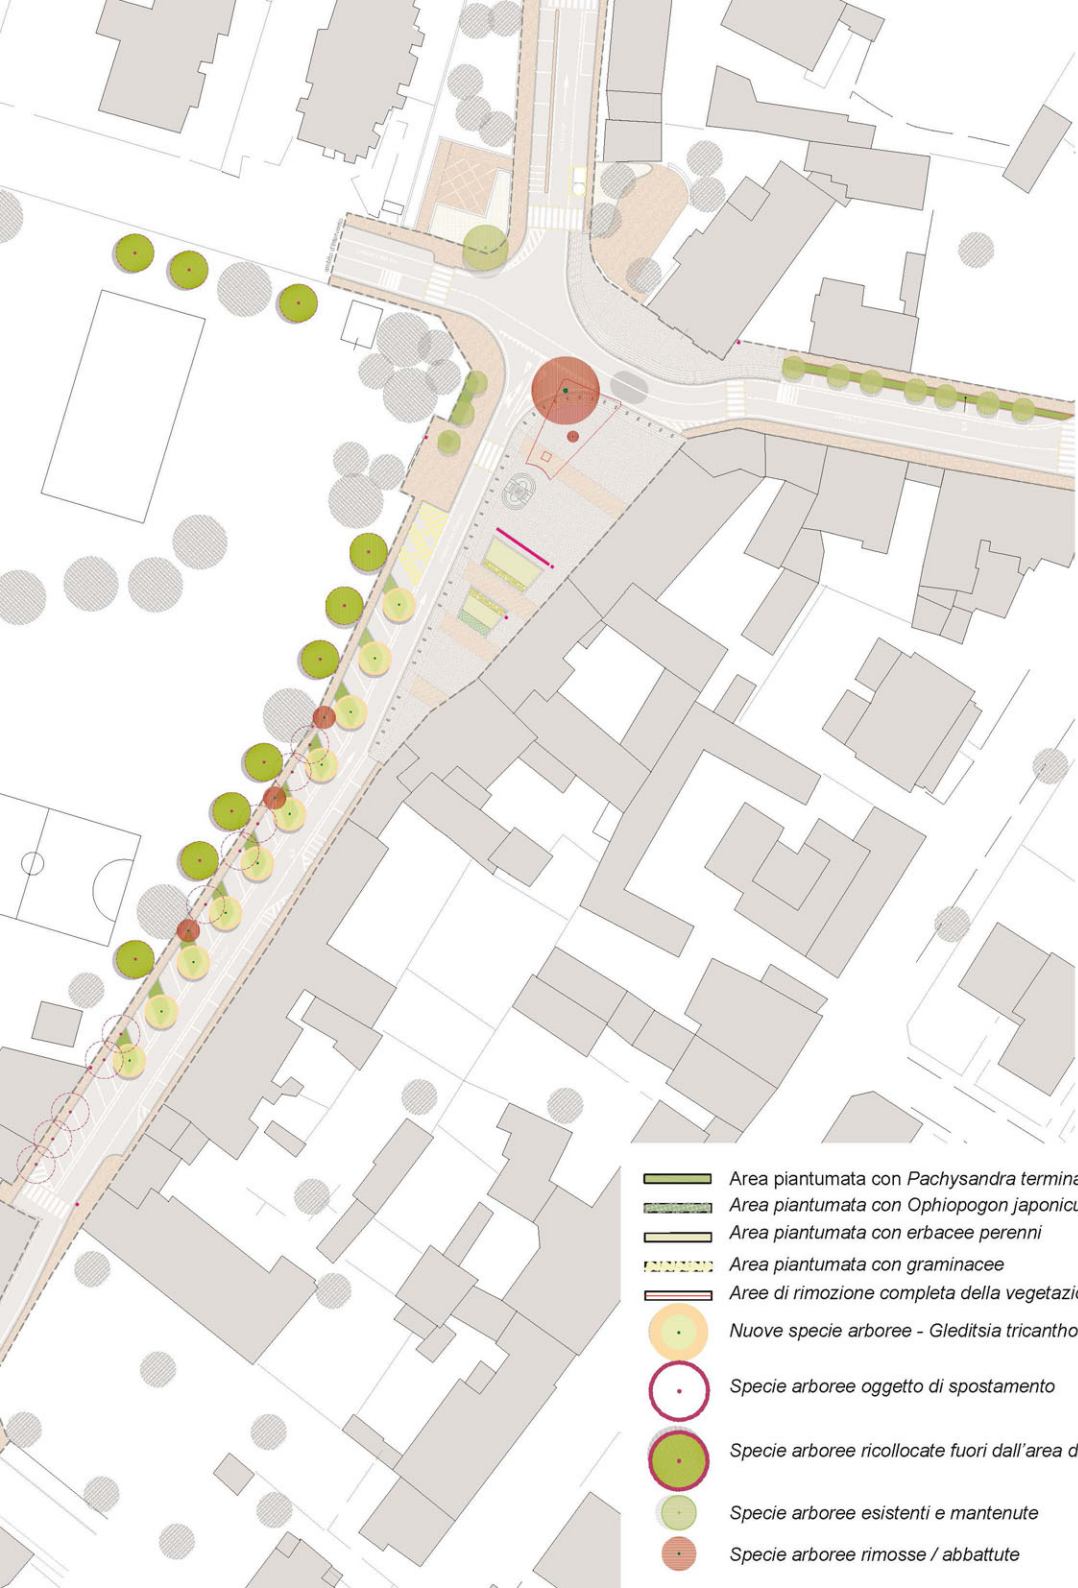 Area piantumata con Pachysandra termina
Area piantumata con Ophiopogon japonicu
Area piantumata con erbacee perenni
Area piantumata con graminacee
Aree di rimozione completa della vegetazi
Nuove specie arboree - Gleditsia tricantho
Specie arboree oggetto di spostamento
Specie arboree ricollocate fuori dall'area d
Specie arboree esistenti e mantenute
Specie arboree rimosse / abbattute